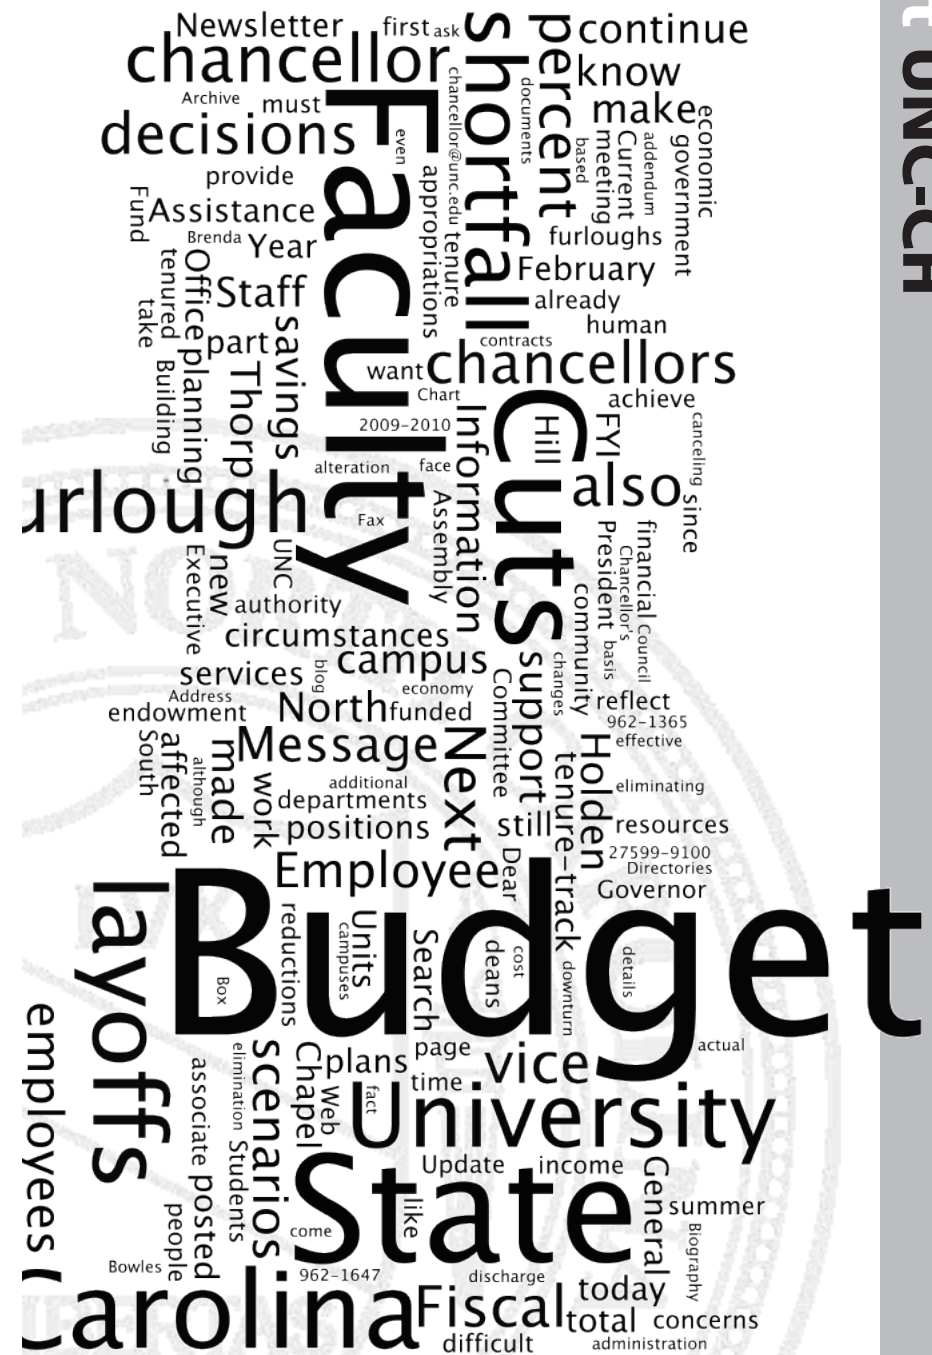 Newsletter
first
ask
shortfall
percent
continue
chancellor
know
Archive
must
Faculty
chancellor@unc.edu
documents
make
economic
decisions
even
based
meeting
Current
addendum
government
provide
appropriations
tenure
Fund
Assistance
furloughs
Brenda
Year
tenured
Office
Staff
February
take
already
human
part
savings
contracts
planning
Thorp
want
chancellors
Building
Chart
achieve
2009-2010
Information
Cuts
Hill
FYI
canceling
alteration
face
also
since
urlough
Fax
Assembly
President
financial
Chancellor's
Executive
new
UNC
authority
community
Council
circumstances
basis
services
blog
campus
support
changes
Address
economy
Committee
reflect
endowment
North
funded
962-1365
South
affected
made
Message
Next
Holden
effective
although
work
additional
tenure-track
eliminating
departments
positions
still
resources
Employee
Dear
27599-9100
Directories
Governor
layoffs
Budget
reductions
Units
campuses
Search
deans
cost
downturn
details
Box
employees
elimination
scenarios
Chapel
plans
page
vice
actual
associate
Web
fact
time
University
Students
State
Update
income
General
summer
people
posted
come
like
Biography
Bowles
962-1647
discharge
today
Carolina
Fiscal
total
concerns
difficult
administration
t UNC-CH
NORT